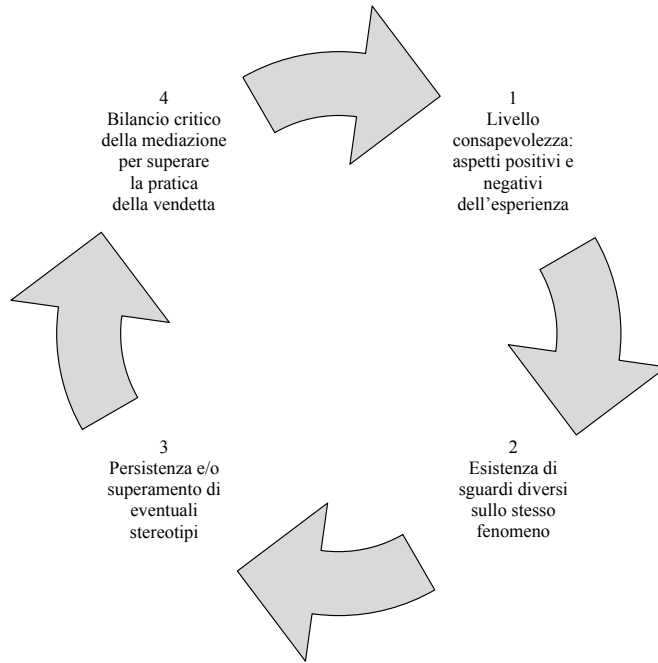 1
Livello
consapevolezza:
aspetti positivi e
negativi
dell’esperienza
2
Esistenza di
sguardi diversi
sullo stesso
fenomeno
3
Persistenza e/o
superamento di
eventuali
stereotipi
4
Bilancio critico
della mediazione
per superare
la pratica
della vendetta